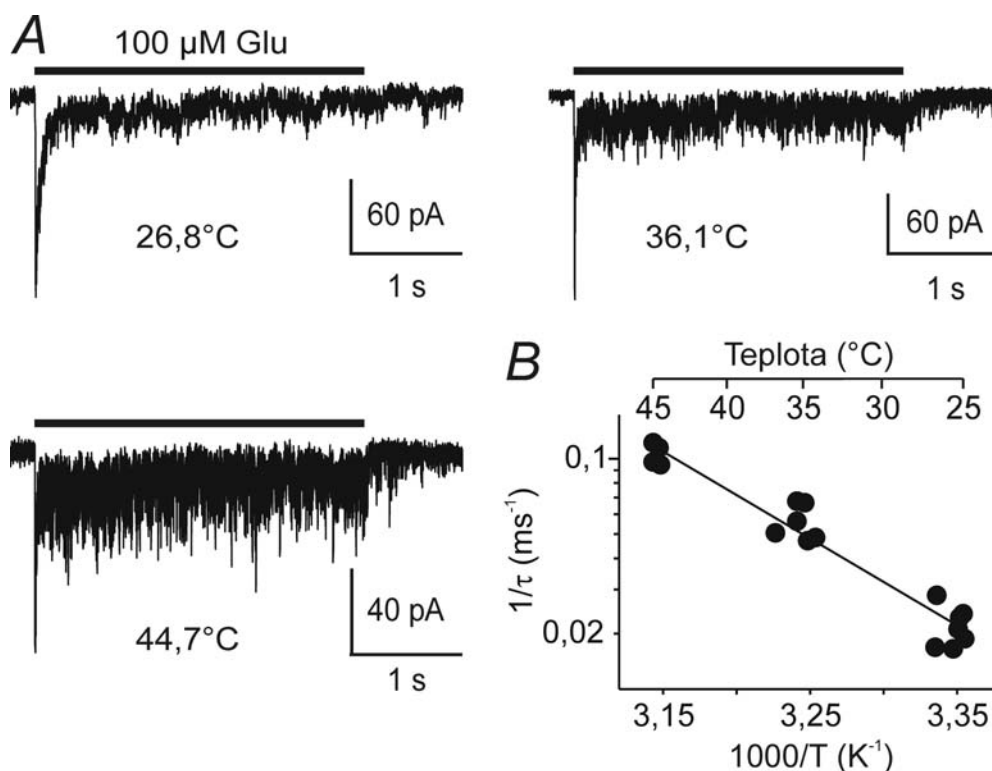 A
100 µM Glu
60 pA
26,8°C
1 s
60 pA
36,1°C
1 s
40 pA
44,7°C
1 s
B
Teplota (°C)
45 40 35 30 25
0,1
0,02
1/τ (ms⁻¹)
3,15 3,25 3,35
1000/T (K⁻¹)